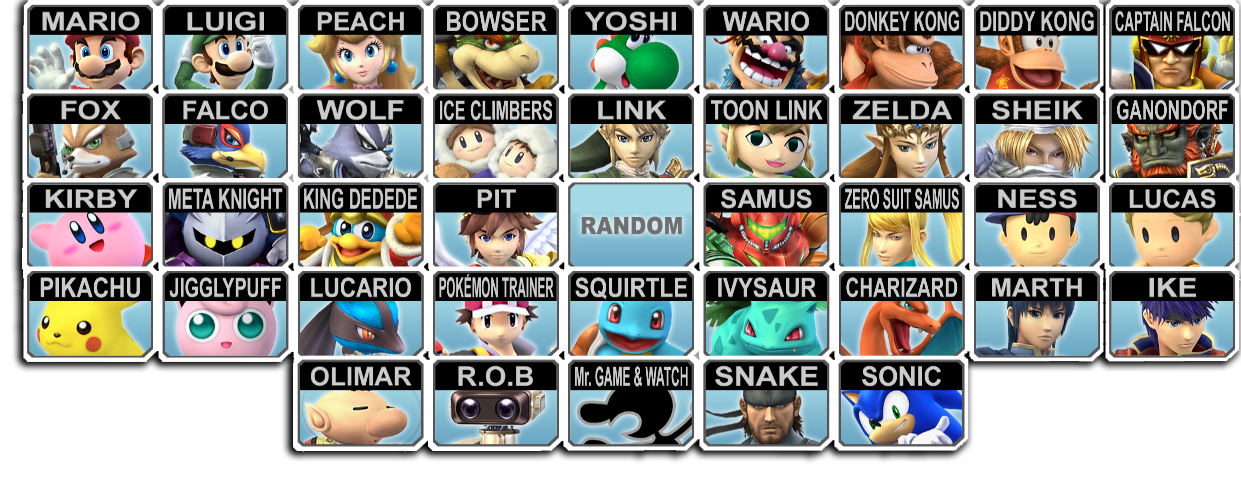 MARIO LUIGI PEACH BOWSER YOSHI WARIO DONKEY KONG DIDDY KONG CAPTAIN FALCON
FOX FALCO WOLF ICE CLIMBERS LINK TOON LINK ZELDA SHEIK GANONDORF
KIRBY META KNIGHT KING DEDEDE PIT RANDOM SAMUS ZERO SUIT SAMUS NESS LUCAS
PIKACHU JIGGLYPUFF LUCARIO POKÉMON TRAINER SQUIRTLE IVYSAUR CHARIZARD MARTH IKE
OLIMAR R.O.B Mr. GAME & WATCH SNAKE SONIC